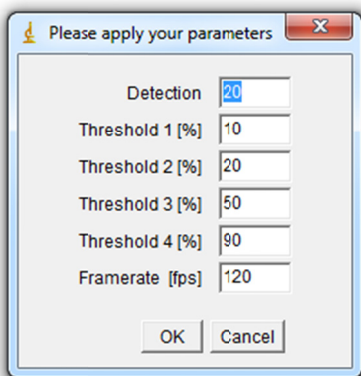 Please apply your parameters
Detection 20
Threshold 1 [%] 10
Threshold 2 [%] 20
Threshold 3 [%] 50
Threshold 4 [%] 90
Framerate [fps] 120
OK Cancel